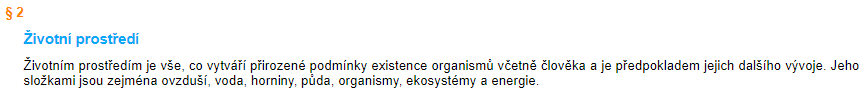 § 2
Životní prostředí
Životním prostředím je vše, co vytváří přirozené podmínky existence organismů včetně člověka a je předpokladem jejich dalšího vývoje. Jeho
složkami jsou zejména ovzduší, voda, horniny, půda, organismy, ekosystémy a energie.